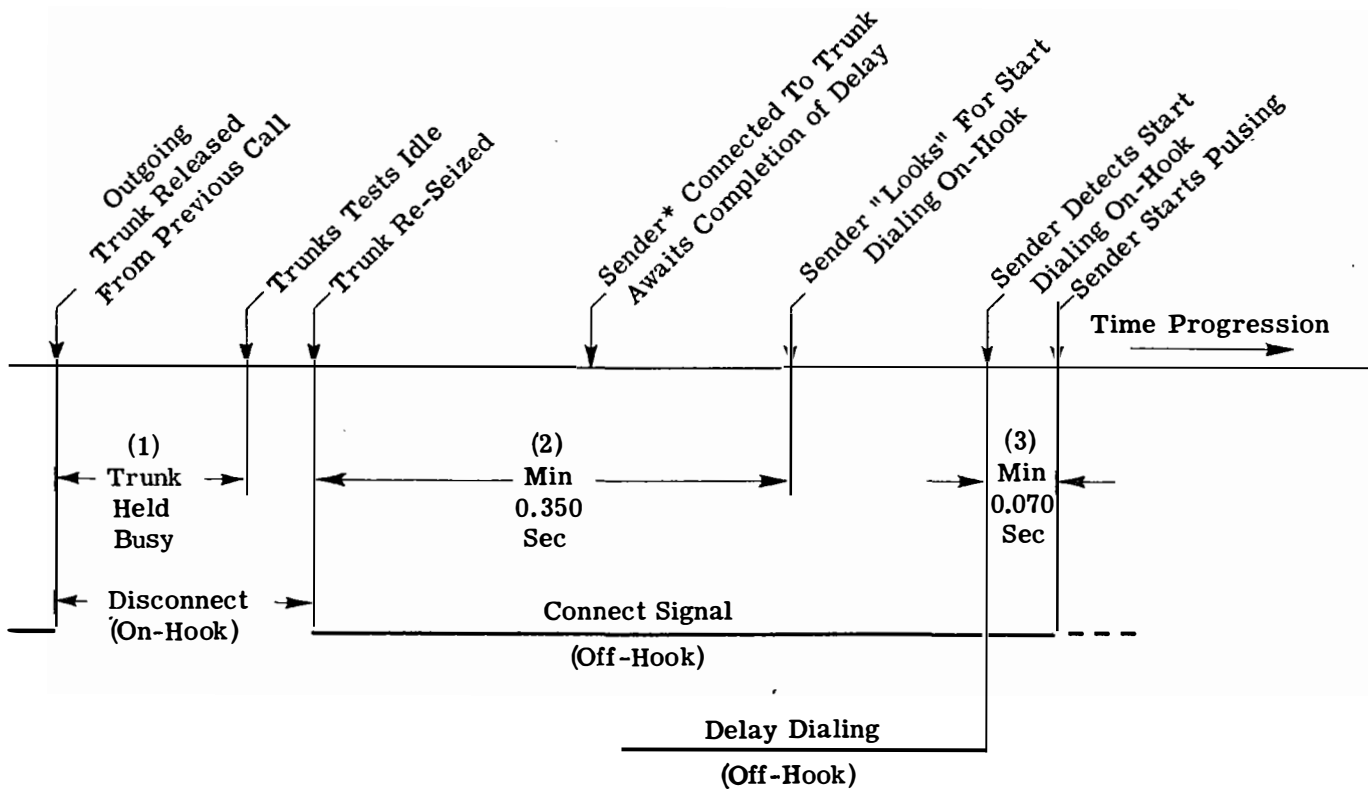 Outgoing
Trunk Released
From Previous Call
Trunks Tests Idle
Trunk Re-Seized
Sender* Connected To Trunk
Awaits Completion of Delay
Sender "Looks" For Start
Dialing On-Hook
Sender Detects Start
Dialing On-Hook
Sender Starts Pulsing
Time Progression
(1)
Trunk
Held
Busy
(2)
Min
0.350
Sec
(3)
Min
0.070
Sec
Disconnect
(On-Hook)
Connect Signal
(Off-Hook)
Delay Dialing
(Off-Hook)